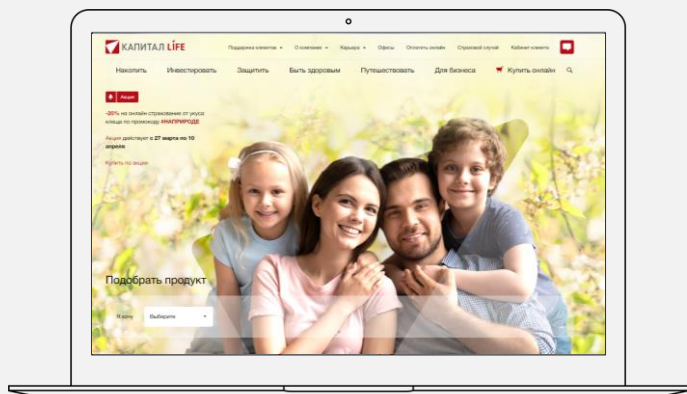 КАПИТАЛ LIFE
Поддержка клиентов О компании Карьера Офисы Оплатить онлайн Страховой случай Кабинет клиента
Накопить Инвестировать Защитить Быть здоровым Путешествовать Для бизнеса Купить онлайн
Акция
-20% на онлайн страхование от укуса
клеща по промокоду #НАПРИРОДЕ
Акция действует с 27 марта по 10
апреля
Купить по акции
Подобрать продукт
Я хочу Выберите